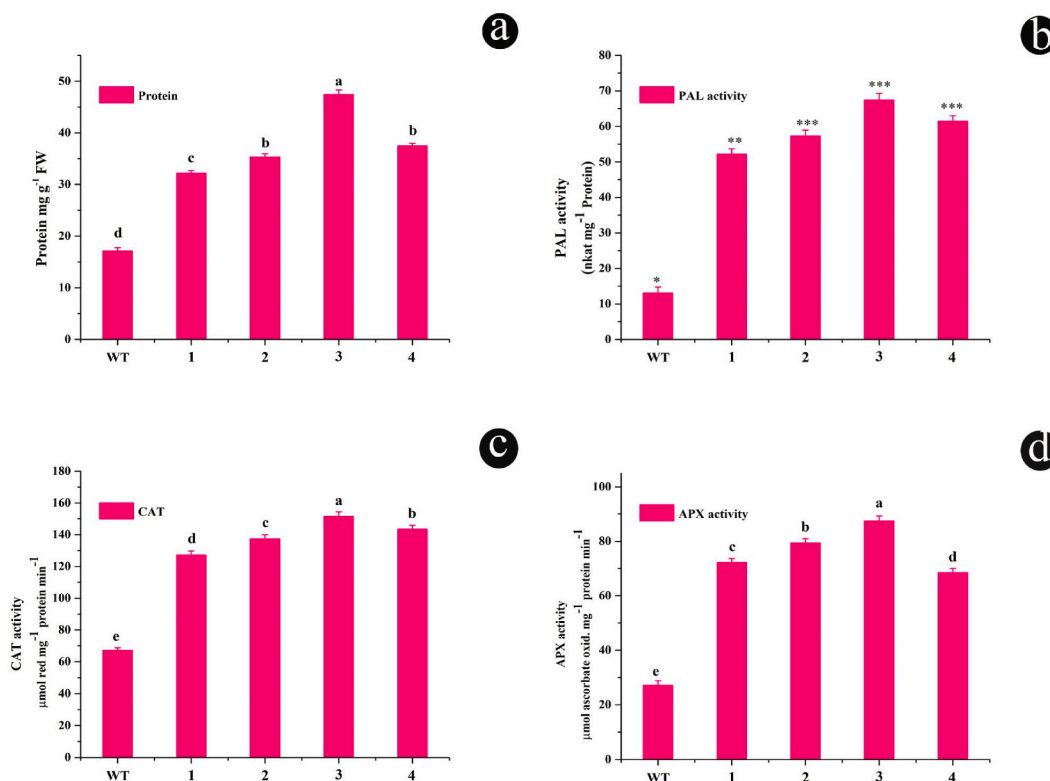 a
Protein
Protein mg g⁻¹ FW
50
40
30
20
10
0
d
c
b
a
b
WT 1 2 3 4
b
PAL activity
PAL activity
(nkat mg⁻¹ Protein)
80
70
60
50
40
30
20
10
0
*
**
***
***
***
WT 1 2 3 4
c
CAT
CAT activity
μmol red mg⁻¹ protein min⁻¹
180
160
140
120
100
80
60
40
20
0
e
d
c
a
b
WT 1 2 3 4
d
APX activity
APX activity
μmol ascorbate oxid. mg⁻¹ protein min⁻¹
100
80
60
40
20
0
e
c
b
a
d
WT 1 2 3 4